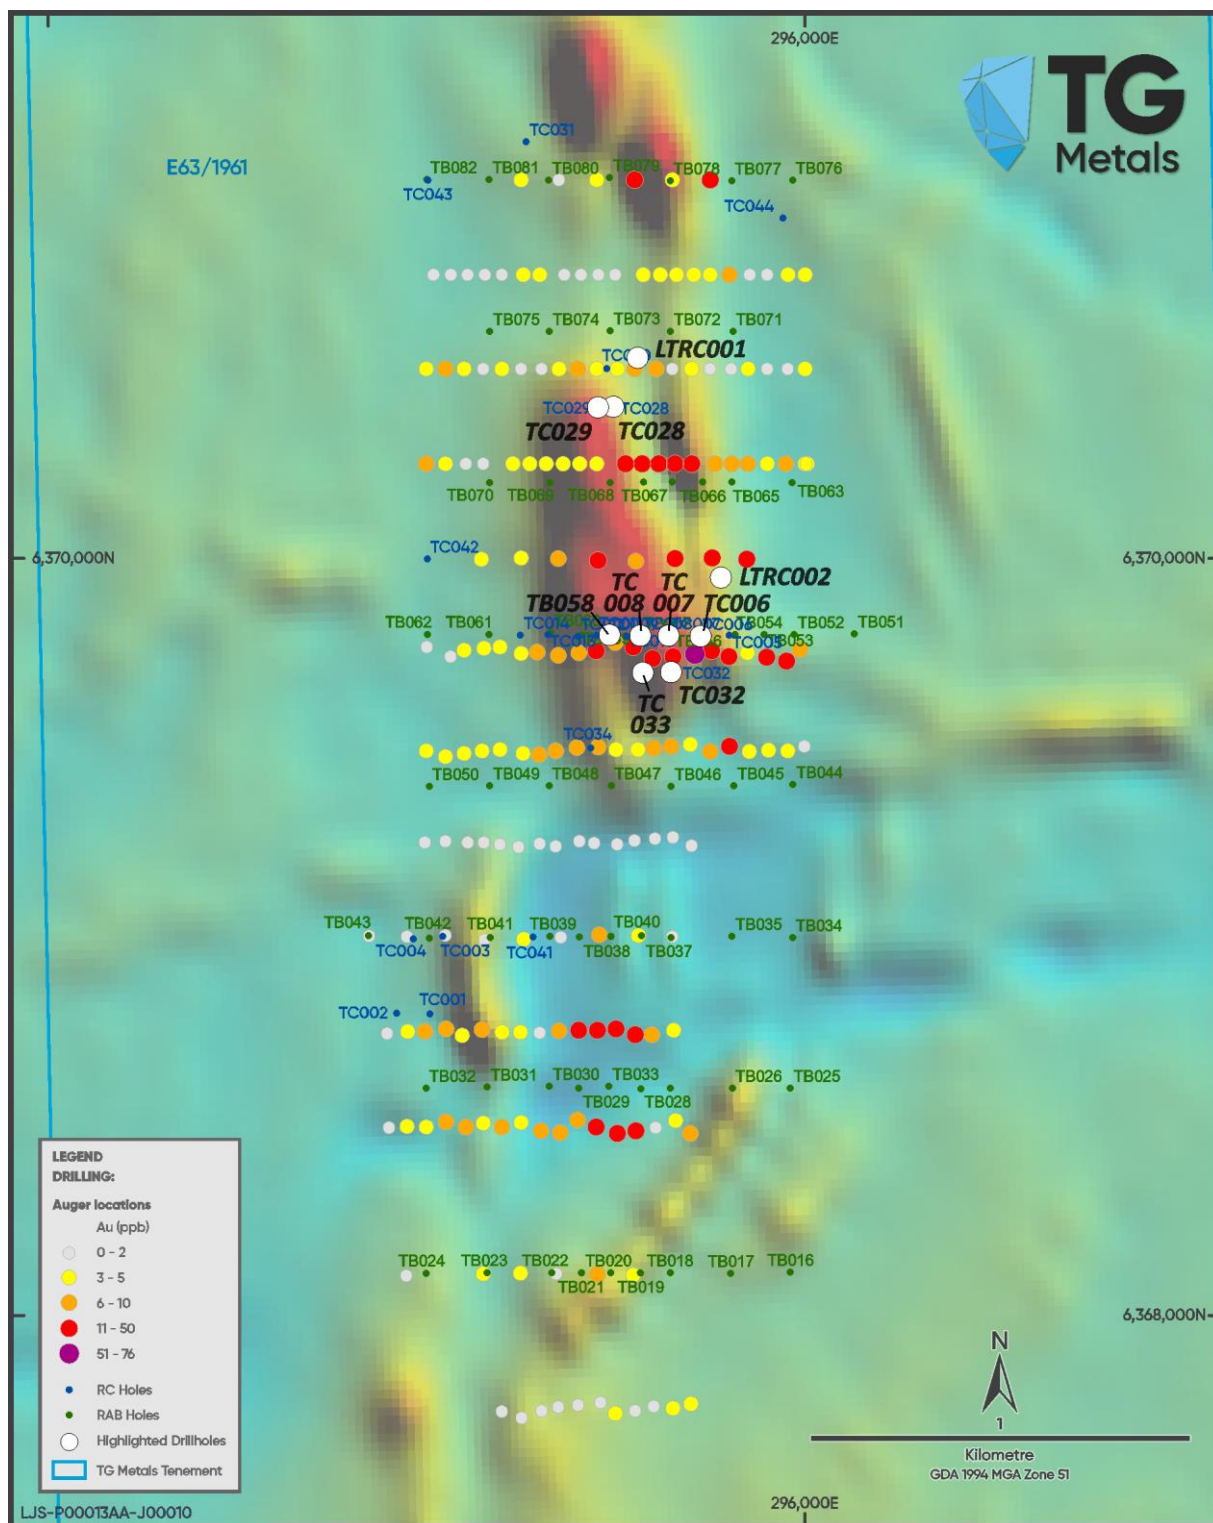 296,000E
TG
Metals
E63/1961
TC031
TB082 TB081 TB080 TB079 TB078 TB077 TB076
TC043
TC044
TB075 TB074 TB073 TB072 TB071
LTRC001
TC029 TC028
TC029 TC028
TB070 TB069 TB068 TB067 TB066 TB065 TB063
TC042
6,370,000N 6,370,000N
LTRC002
TC TC
TB058 008 007 TC006
TB062 TB061 TC014 TB054 TB052 TB051
TC005 TB053
TC032
TC032
TC
033
TC034
TB050 TB049 TB048 TB047 TB046 TB045 TB044
TB043 TB042 TB041 TB039 TB040 TB035 TB034
TC004 TC003 TC041 TB038 TB037
TC002 TC001
TB032 TB031 TB030 TB033 TB026 TB025
TB029 TB028
TB024 TB023 TB022 TB020 TB018 TB017 TB016
TB021 TB019
6,368,000N
LEGEND
DRILLING:
Auger locations
Au (ppb)
0 - 2
3 - 5
6 - 10
11 - 50
51 - 76
RC Holes
RAB Holes
Highlighted Drillholes
TG Metals Tenement
N
1
Kilometre
GDA 1994 MGA Zone 51
LJS-P00013AA-J00010
296,000E